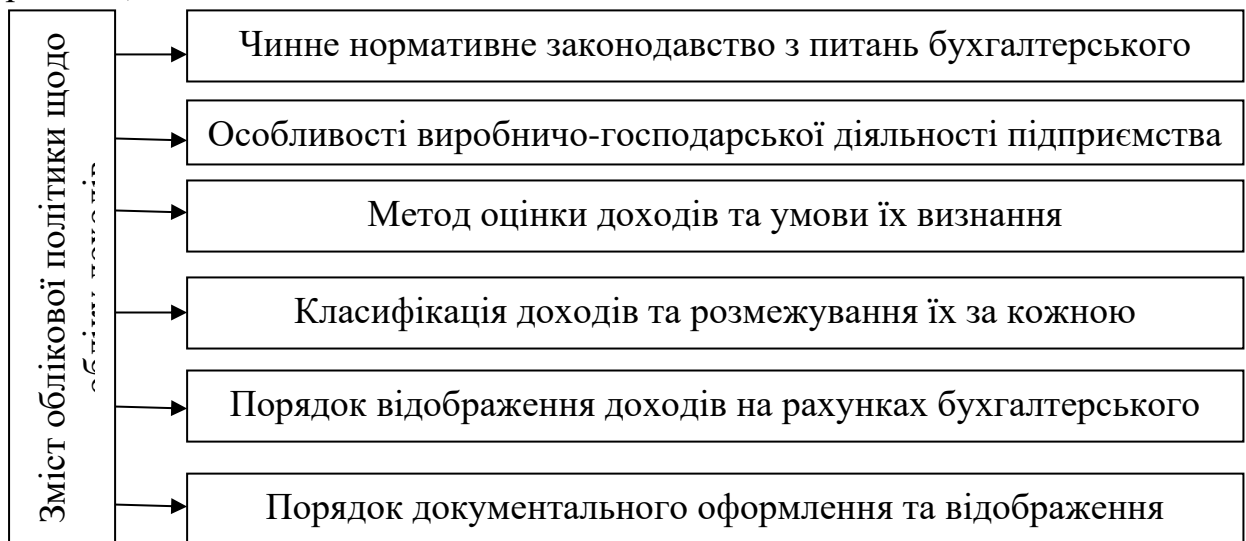 Зміст облікової політики щодо
Чинне нормативне законодавство з питань бухгалтерського
Особливості виробничо-господарської діяльності підприємства
Метод оцінки доходів та умови їх визнання
Класифікація доходів та розмежування їх за кожною
Порядок відображення доходів на рахунках бухгалтерського
Порядок документального оформлення та відображення